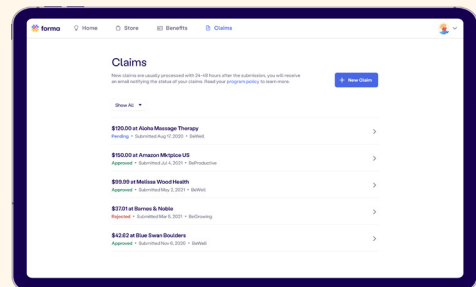 forma
Home
Store
Benefits
Claims
Claims
New claims are usually processed with 24-48 hours after the submission, you will receive
an email notifying the status of your claims. Read your program policy to learn more.
+ New Claim
Show All
$120.00 at Aloha Massage Therapy
Pending • Submitted Aug 17, 2020 • BeWell
$150.00 at Amazon Mktplce US
Approved • Submitted Jul 4, 2021 • BeProductive
$99.99 at Melissa Wood Health
Approved • Submitted May 2, 2021 • BeWell
$37.01 at Barnes & Noble
Rejected • Submitted Mar 5, 2021 • BeGrowing
$42.62 at Blue Swan Boulders
Approved • Submitted Nov 6, 2020 • BeWell